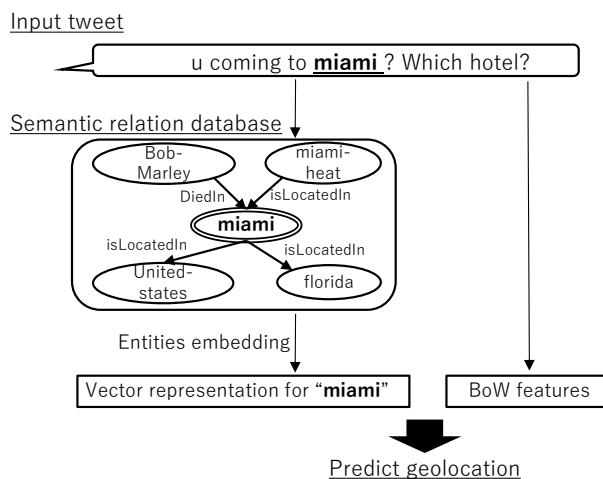 Input tweet
u coming to miami ? Which hotel?
Semantic relation database
Bob-
Marley
miami-
heat
DiedIn
isLocatedIn
miami
isLocatedIn
isLocatedIn
United-
states
florida
Entities embedding
Vector representation for “miami”
BoW features
Predict geolocation